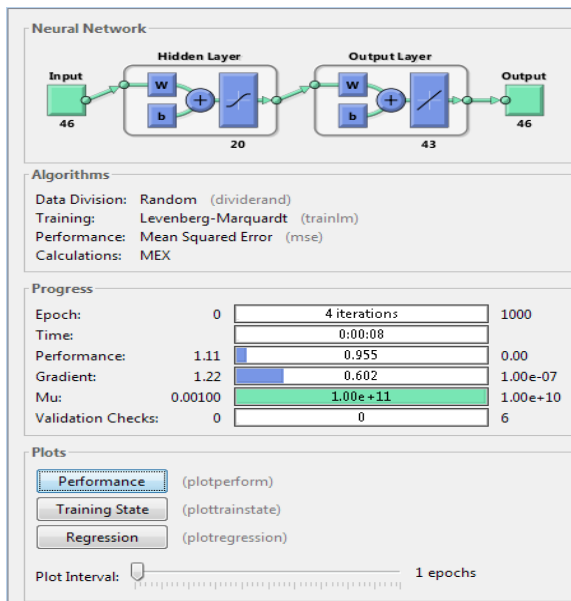 Neural Network
Hidden Layer
Output Layer
Input
Output
W
W
b
b
46
20
43
46
Algorithms
Data Division: Random (dividerand)
Training: Levenberg-Marquardt (trainlm)
Performance: Mean Squared Error (mse)
Calculations: MEX
Progress
Epoch: 0 4 iterations 1000
Time: 0:00:08
Performance: 1.11 0.955 0.00
Gradient: 1.22 0.602 1.00e-07
Mu: 0.00100 1.00e+11 1.00e+10
Validation Checks: 0 0 6
Plots
Performance (plotperform)
Training State (plottrainstate)
Regression (plotregression)
Plot Interval: 1 epochs